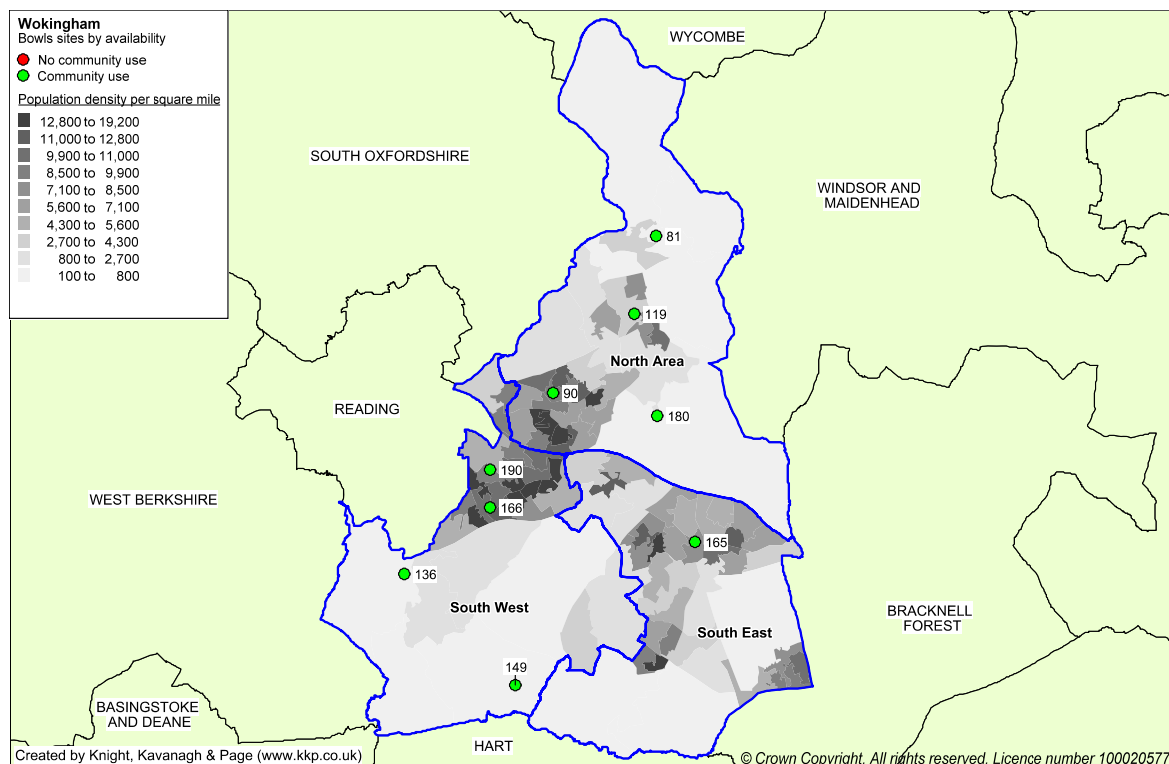 Wokingham
Bowls sites by availability
No community use
Community use
Population density per square mile
12,800 to 19,200
11,000 to 12,800
9,900 to 11,000
8,500 to 9,900
7,100 to 8,500
5,600 to 7,100
4,300 to 5,600
2,700 to 4,300
800 to 2,700
100 to 800
WYCOMBE
SOUTH OXFORDSHIRE
WINDSOR AND
MAIDENHEAD
81
119
North Area
90
READING
180
190
WEST BERKSHIRE
166
165
136
South West
BRACKNELL
FOREST
South East
149
BASINGSTOKE
AND DEANE
HART
Created by Knight, Kavanagh & Page (www.kkp.co.uk)
© Crown Copyright. All rights reserved. Licence number 100020577